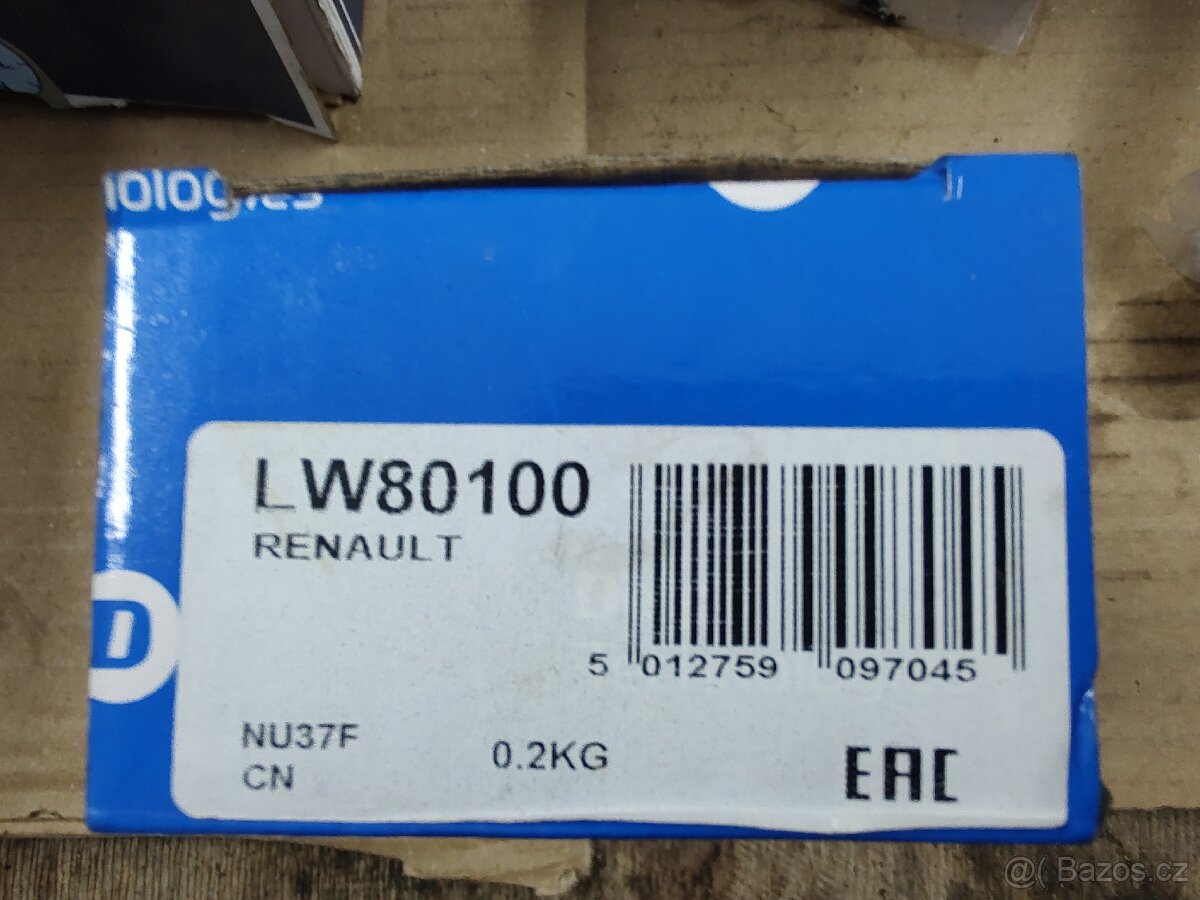 LW80100
RENAULT
5 012759 097045
NU37F
CN
0.2KG
EAC
@( Bazos.cz